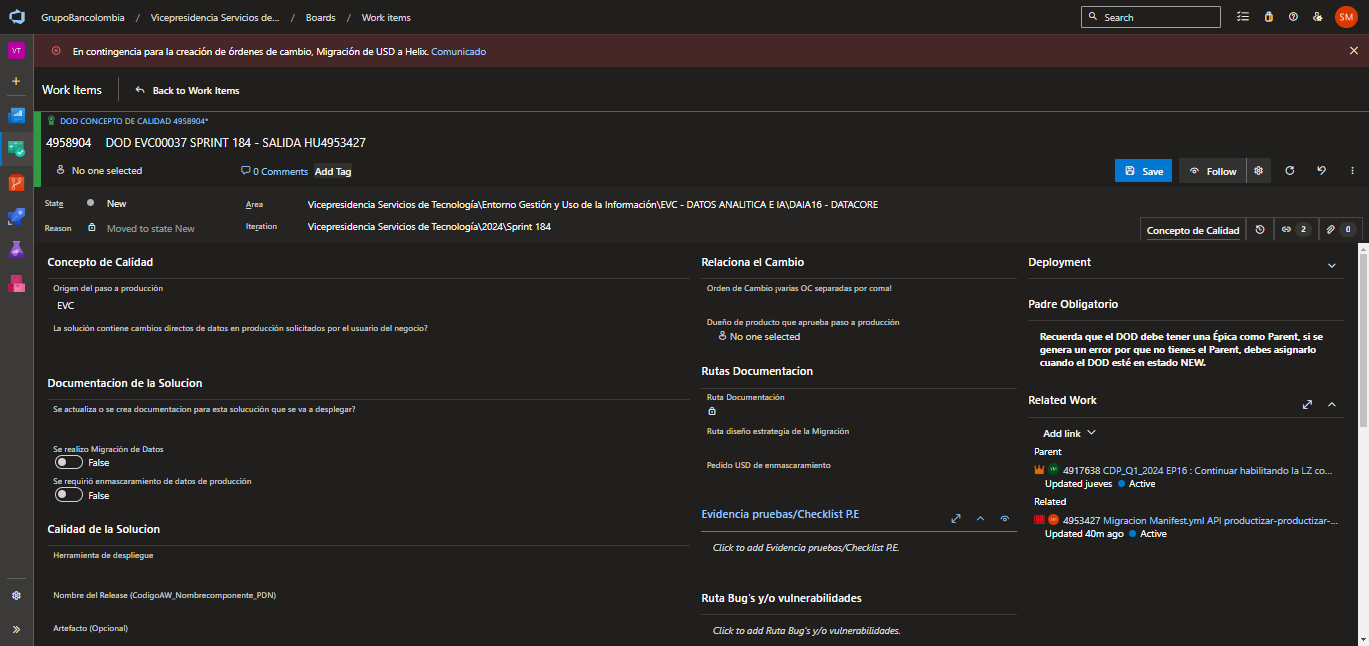 GrupoBancolombia / Vicepresidencia Servicios de... / Boards / Work items
Search
SM
VT
En contingencia para la creación de órdenes de cambio, Migración de USD a Helix. Comunicado
Work Items
Back to Work Items
DOD CONCEPTO DE CALIDAD 4958904*
4958904 DOD EVC00037 SPRINT 184 - SALIDA HU4953427
No one selected
0 Comments
Add Tag
Save
Follow
State
New
Area
Vicepresidencia Servicios de Tecnología\Entorno Gestión y Uso de la Información\EVC - DATOS ANALITICA E IA\DAIA16 - DATACORE
Reason
Moved to state New
Iteration
Vicepresidencia Servicios de Tecnología\2024\Sprint 184
Concepto de Calidad
2
0
Concepto de Calidad
Origen del paso a producción
EVC
La solución contiene cambios directos de datos en producción solicitados por el usuario del negocio?
Documentacion de la Solucion
Se actualiza o se crea documentacion para esta solucución que se va a desplegar?
Se realizo Migración de Datos
False
Se requirió enmascaramiento de datos de producción
False
Calidad de la Solucion
Herramienta de despliegue
Nombre del Release (CodigoAW_Nombrecomponente_PDN)
Artefacto (Opcional)
Relaciona el Cambio
Orden de Cambio ¡varias OC separadas por coma!
Dueño de producto que aprueba paso a producción
No one selected
Rutas Documentacion
Ruta Documentación
Ruta diseño estrategia de la Migración
Pedido USD de enmascaramiento
Evidencia pruebas/Checklist P.E
Click to add Evidencia pruebas/Checklist P.E.
Ruta Bug's y/o vulnerabilidades
Click to add Ruta Bug's y/o vulnerabilidades.
Deployment
Padre Obligatorio
Recuerda que el DOD debe tener una Épica como Parent, si se
genera un error por que no tienes el Parent, debes asignarlo
cuando el DOD esté en estado NEW.
Related Work
Add link
Parent
4917638 CDP_Q1_2024 EP16 : Continuar habilitando la LZ co...
Updated jueves Active
Related
4953427 Migracion Manifest.yml API productizar-productizar-...
Updated 40m ago Active